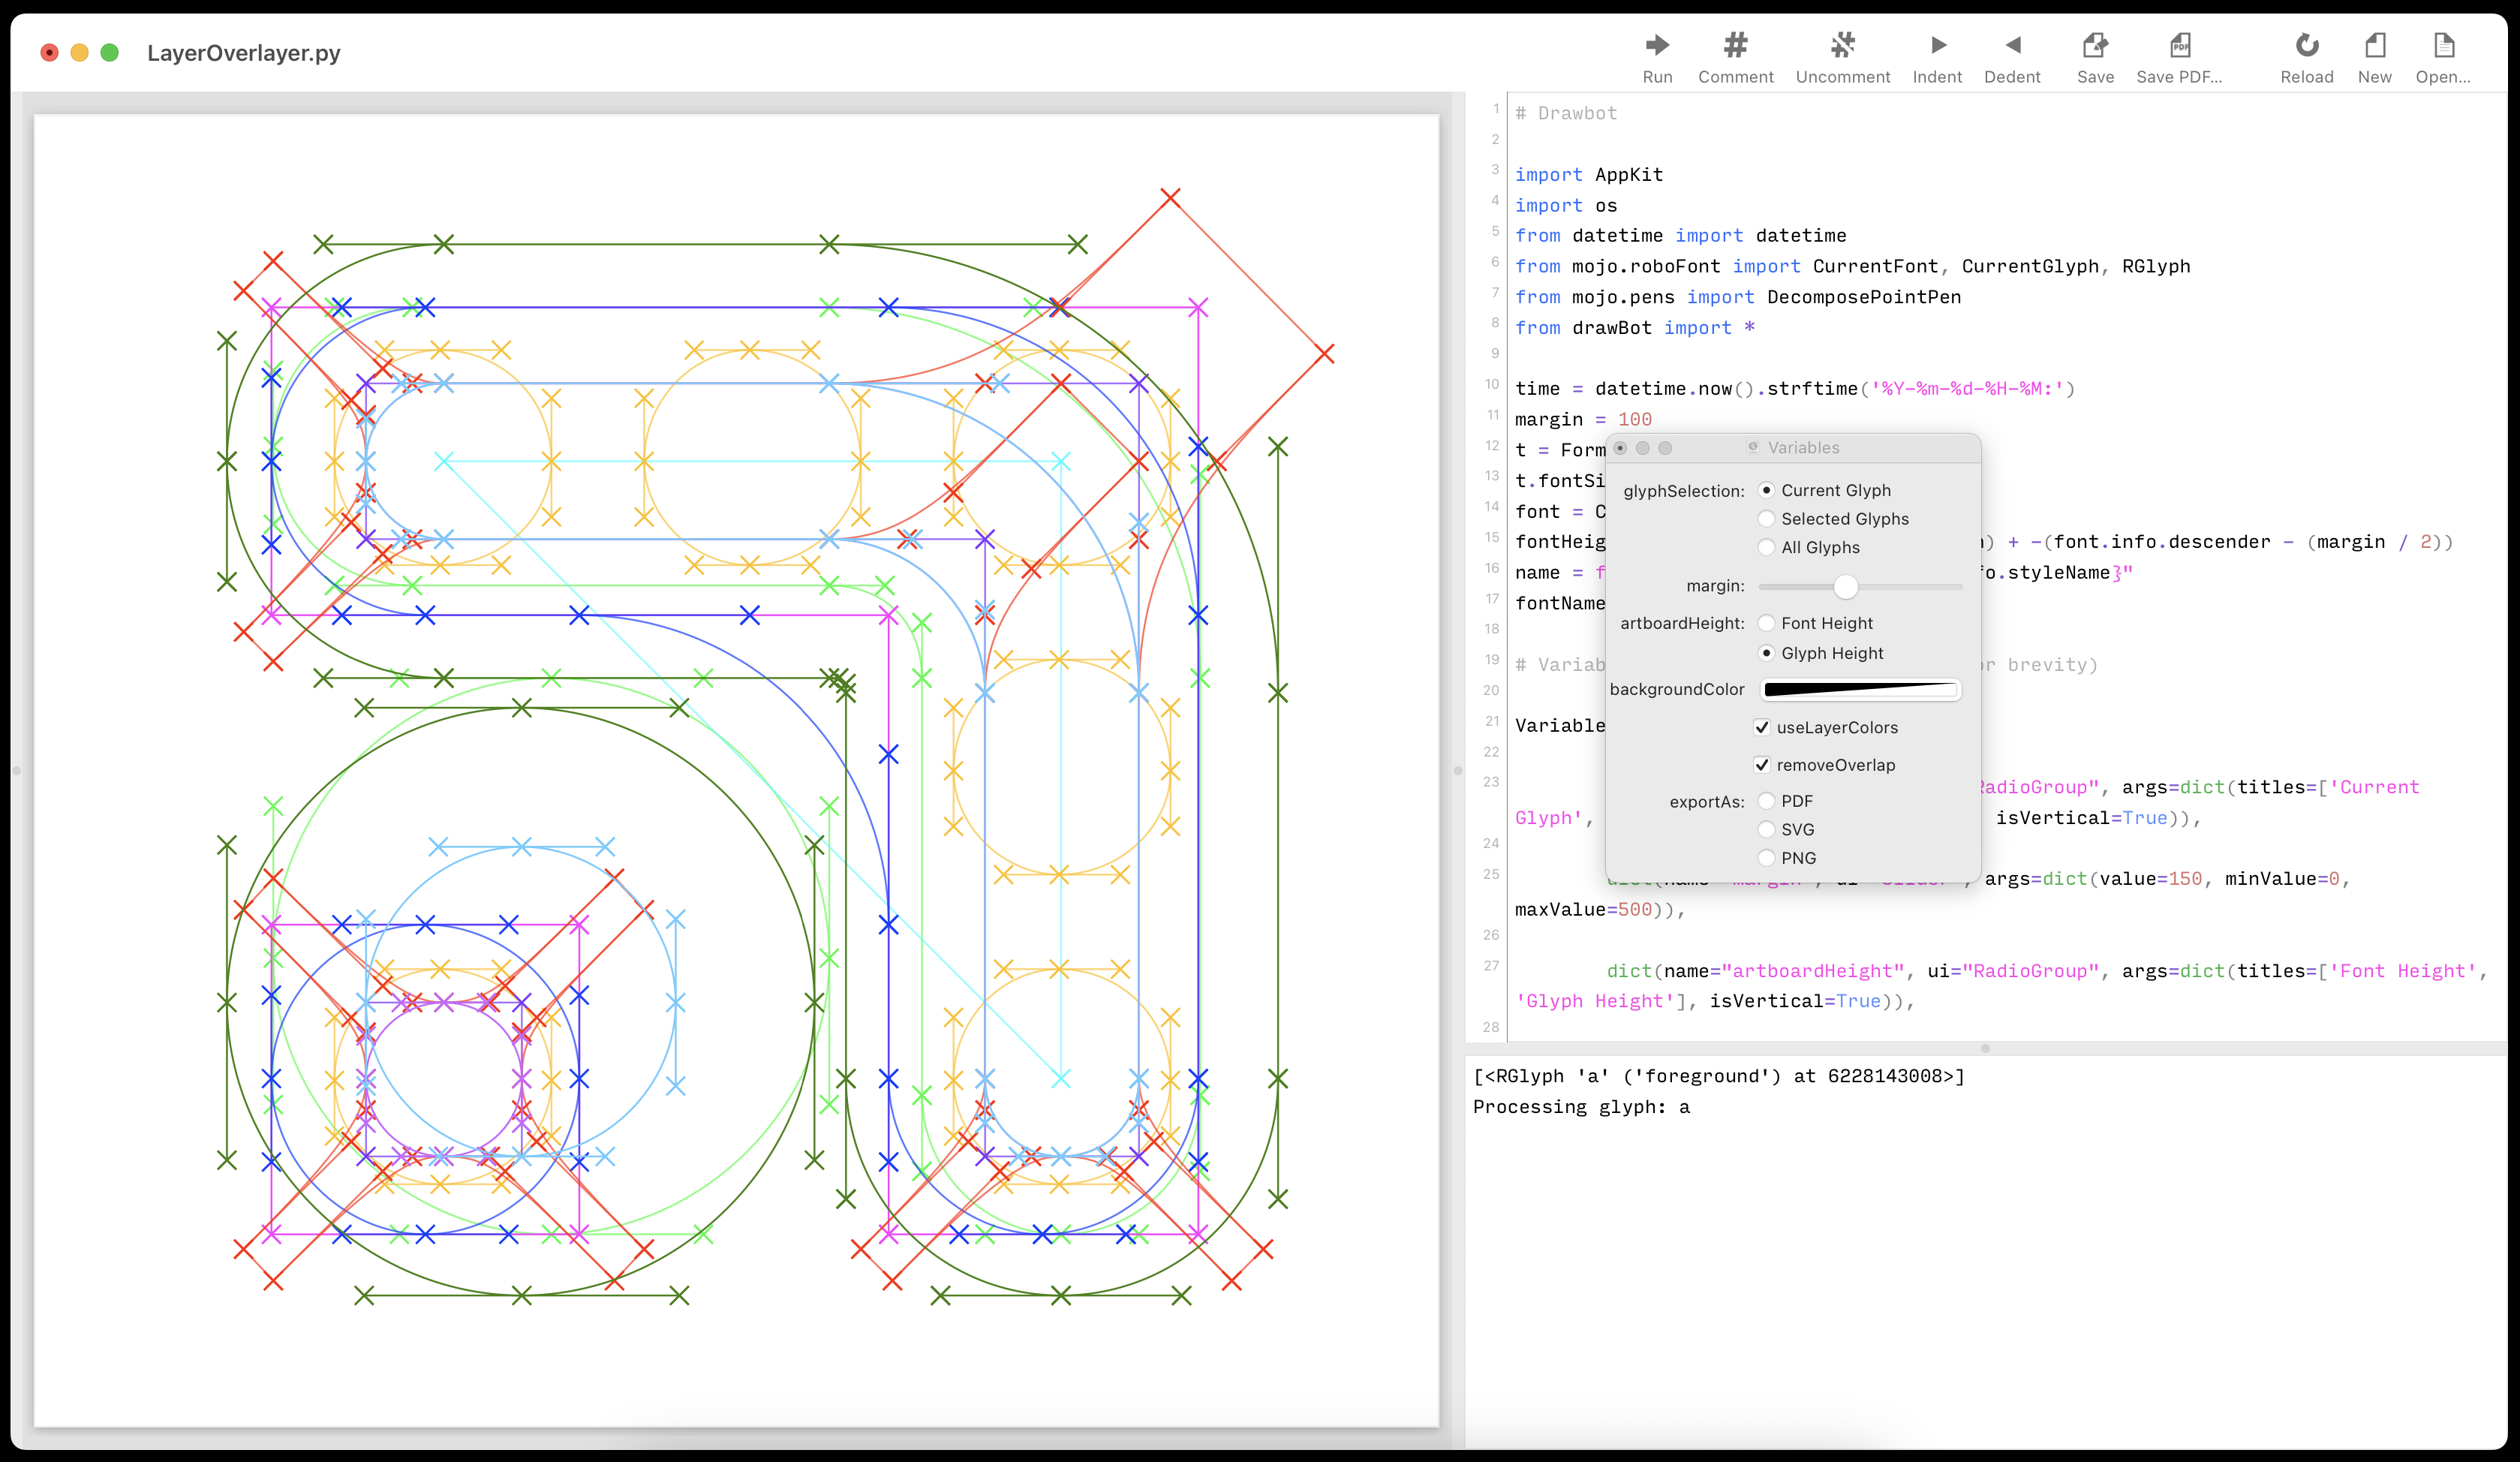 LayerOverlayer.py
Run Comment Uncomment Indent Dedent Save Save PDF... Reload New Open...
1 # Drawbot
2
3 import AppKit
4 import os
5 from datetime import datetime
6 from mojo.roboFont import CurrentFont, CurrentGlyph, RGlyph
7 from mojo.pens import DecomposePointPen
8 from drawBot import *
9
10 time = datetime.now().strftime('%Y-%m-%d-%H-%M:')
11 margin = 100
12 t = Form
13 t.fontSi
14 font = C
15 fontHeig ) + -(font.info.descender - (margin / 2))
16 name = f o.styleName}"
17 fontName
18
19 # Variab or brevity)
20
21 Variable
22
23 RadioGroup", args=dict(titles=['Current
Glyph', isVertical=True)),
24
25 args=dict(value=150, minValue=0,
maxValue=500)),
26
27 dict(name="artboardHeight", ui="RadioGroup", args=dict(titles=['Font Height',
'Glyph Height'], isVertical=True)),
28
Variables
glyphSelection: Current Glyph
Selected Glyphs
All Glyphs
margin:
artboardHeight: Font Height
Glyph Height
backgroundColor
useLayerColors
removeOverlap
exportAs: PDF
SVG
PNG
[<RGlyph 'a' ('foreground') at 6228143008>]
Processing glyph: a